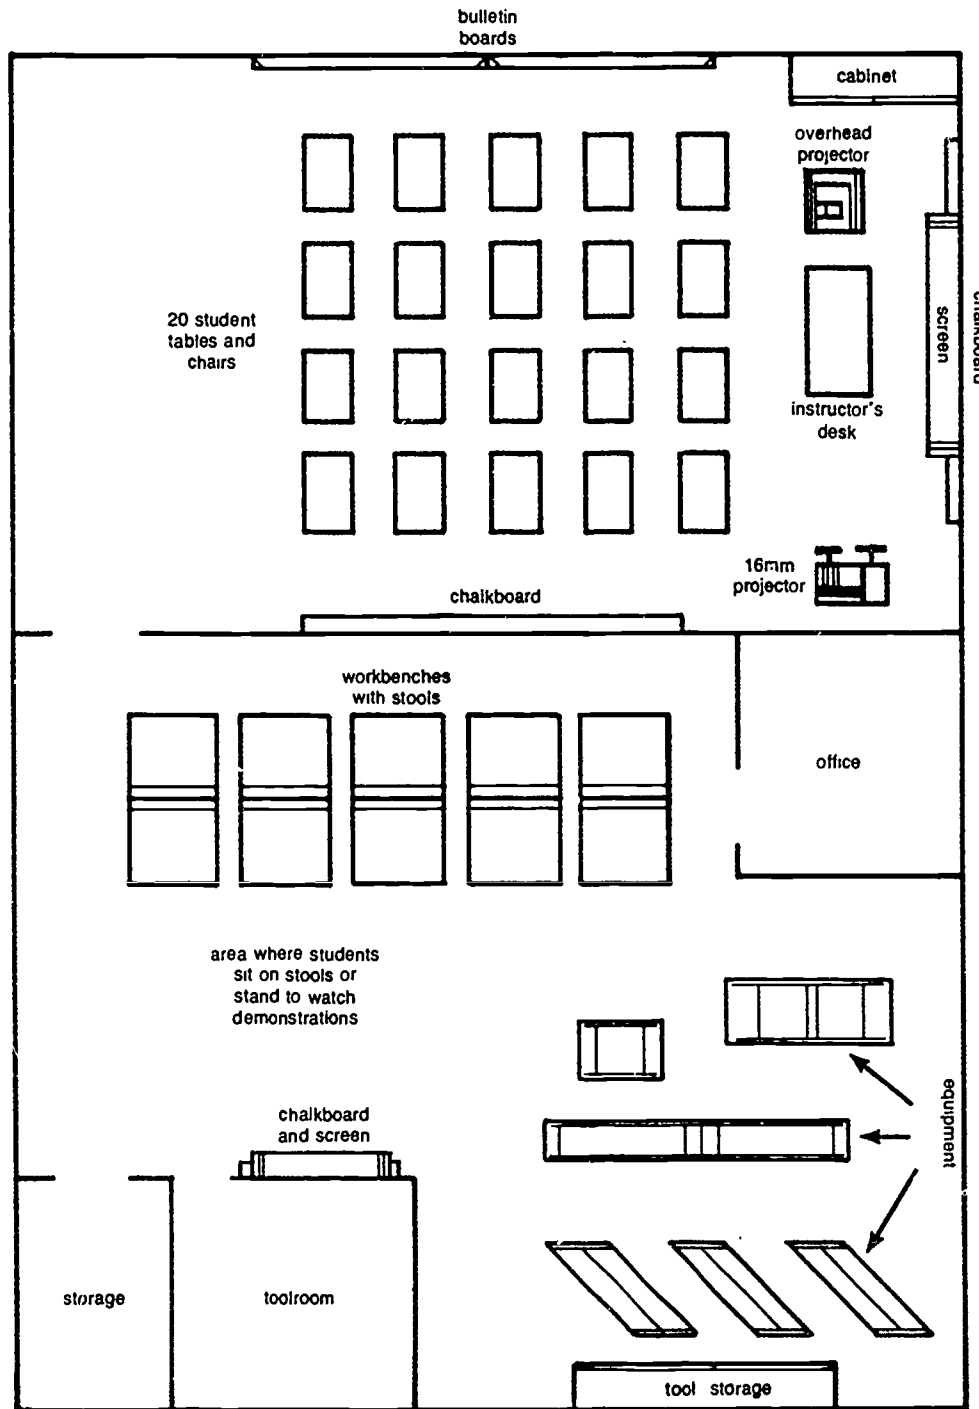 bulletin
boards
cabinet
overhead
projector
20 student
tables and
chairs
screen
chalkboard
instructor's
desk
16mm
projector
chalkboard
workbenches
with stools
office
area where students
sit on stools or
stand to watch
demonstrations
chalkboard
and screen
equipment
storage
toolroom
tool storage